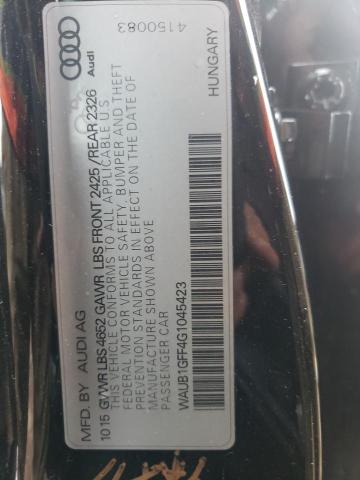 MFD. BY AUDI AG
Audi
10 15 GVWR LBS 4652 GAWR LBS FRONT 2425 / REAR 2326
THIS VEHICLE CONFORMS TO ALL APPLICABLE U.S
FEDERAL MOTOR VEHICLE SAFETY, BUMPER AND THEFT
PREVENTION STANDARDS IN EFFECT ON THE DATE OF
MANUFACTURE SHOWN ABOVE
PASSENGER CAR
WAUB1GFF4G1045423
HUNGARY
4150083